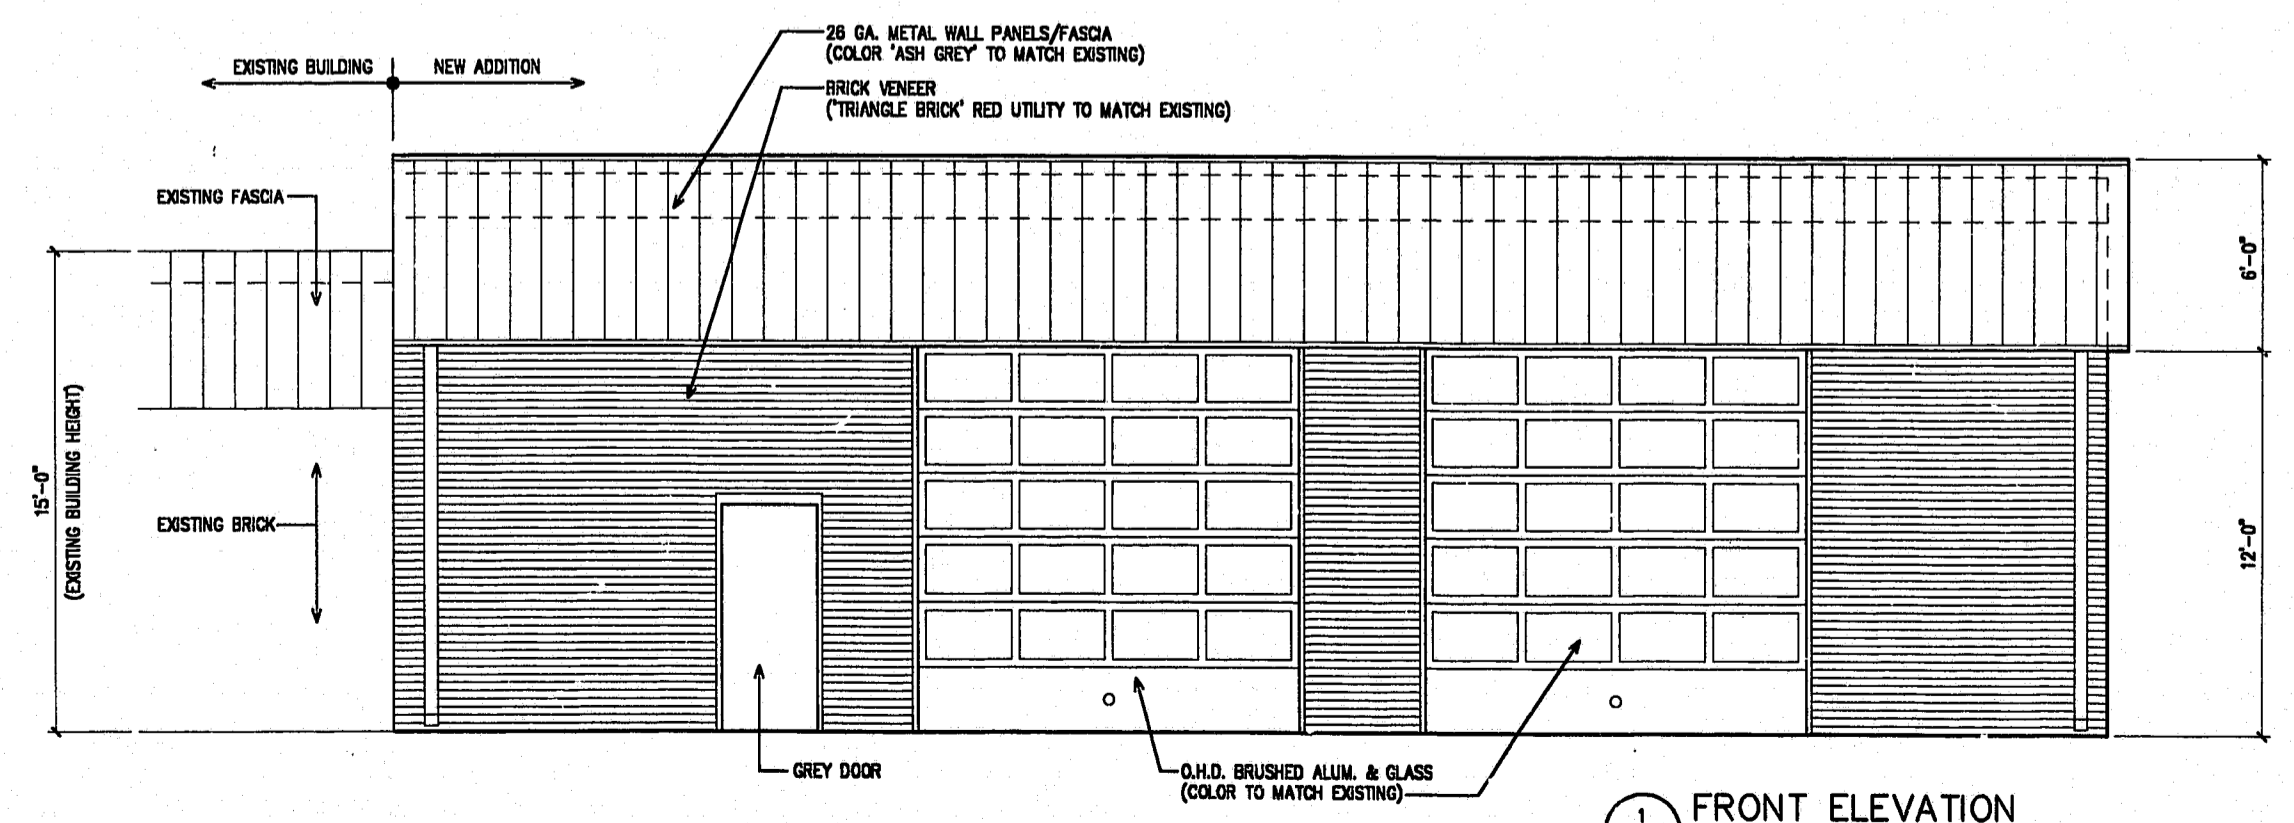 26 GA. METAL WALL PANELS/FASCIA
(COLOR 'ASH GREY' TO MATCH EXISTING)
EXISTING BUILDING
NEW ADDITION
BRICK VENEER
('TRIANGLE BRICK' RED UTILITY TO MATCH EXISTING)
EXISTING FASCIA
6'-0"
15'-0"
(EXISTING BUILDING HEIGHT)
EXISTING BRICK
12'-0"
GREY DOOR
O.H.D. BRUSHED ALUM. & GLASS
(COLOR TO MATCH EXISTING)
1
FRONT ELEVATION